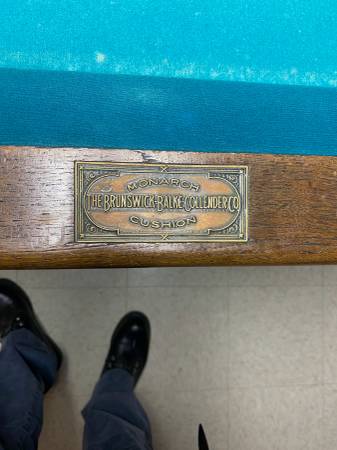 MONARCH
THE BRUNSWICK-BALKE-COLLENDER CO
CUSHION